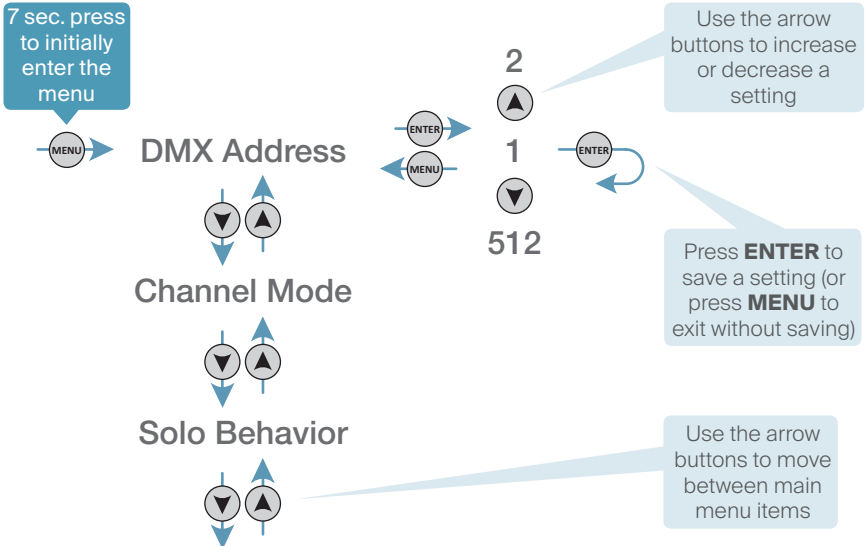 7 sec. press
to initially
enter the
menu
Use the arrow
buttons to increase
or decrease a
setting
2
MENU
DMX Address
ENTER
MENU
1
ENTER
512
Press ENTER to
save a setting (or
press MENU to
exit without saving)
Channel Mode
Solo Behavior
Use the arrow
buttons to move
between main
menu items